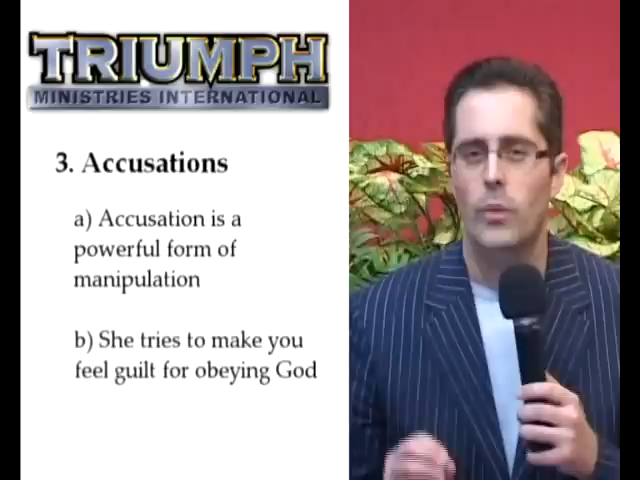 TRIUMPH
MINISTRIES INTERNATIONAL
3. Accusations
a) Accusation is a
powerful form of
manipulation
b) She tries to make you
feel guilt for obeying God